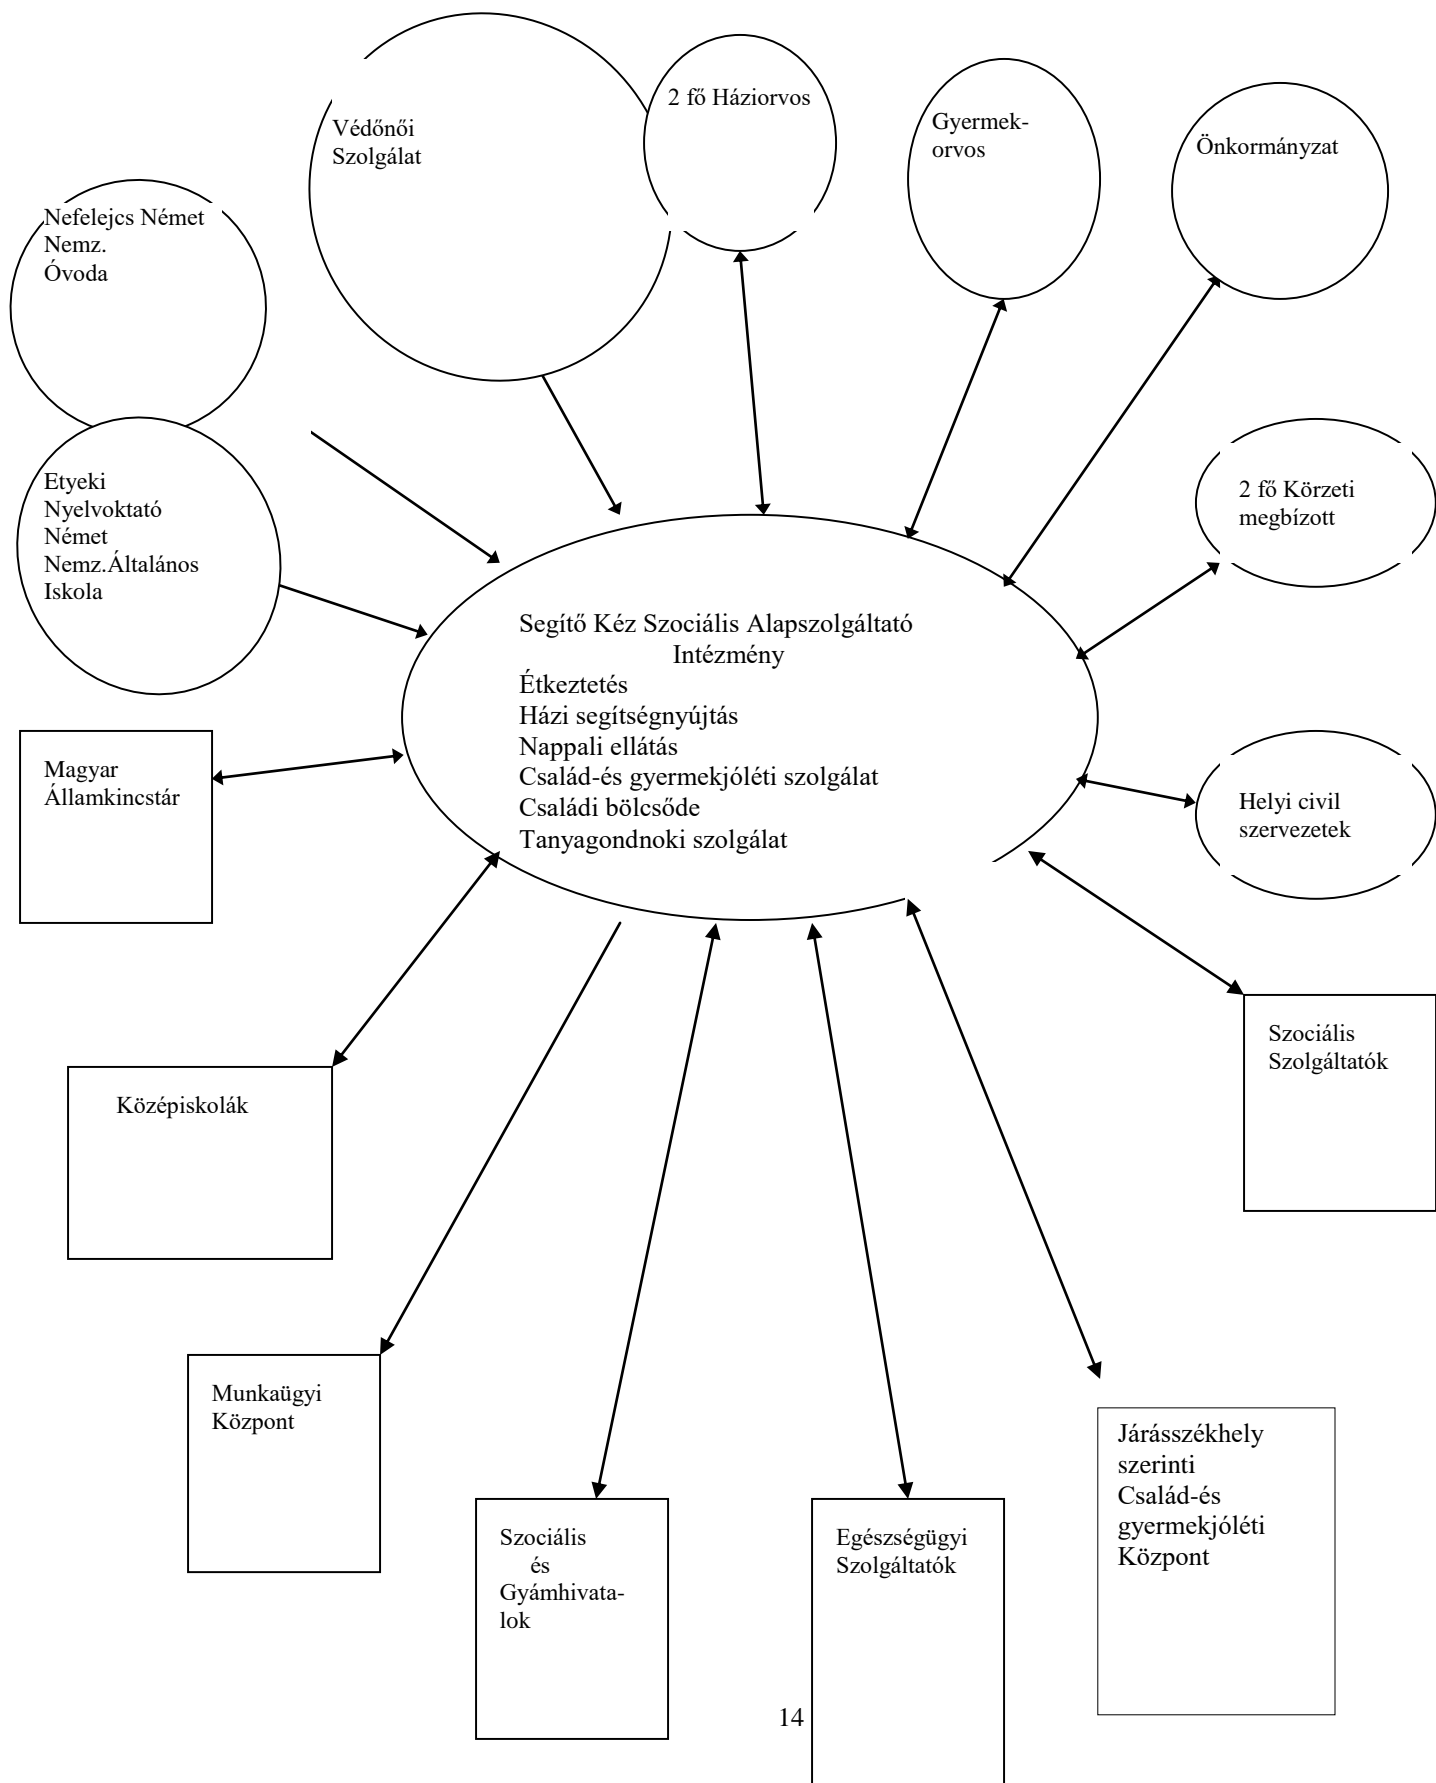 2 fő Háziorvos
Védőnői
Szolgálat
Gyermek-
orvos
Önkormányzat
Nefelejcs Német
Nemz.
Óvoda
Etyeki
Nyelvoktató
Német
Nemz.Általános
Iskola
2 fő Körzeti
megbízott
Segítő Kéz Szociális Alapszolgáltató
Intézmény
Étkeztetés
Házi segítségnyújtás
Nappali ellátás
Család-és gyermekjóléti szolgálat
Családi bölcsőde
Tanyagondnoki szolgálat
Magyar
Államkincstár
Helyi civil
szervezetek
Szociális
Szolgáltatók
Középiskolák
Munkaügyi
Központ
Szociális
és
Gyámhivata-
lok
Egészségügyi
Szolgáltatók
Járásszékhely
szerinti
Család-és
gyermekjóléti
Központ
14